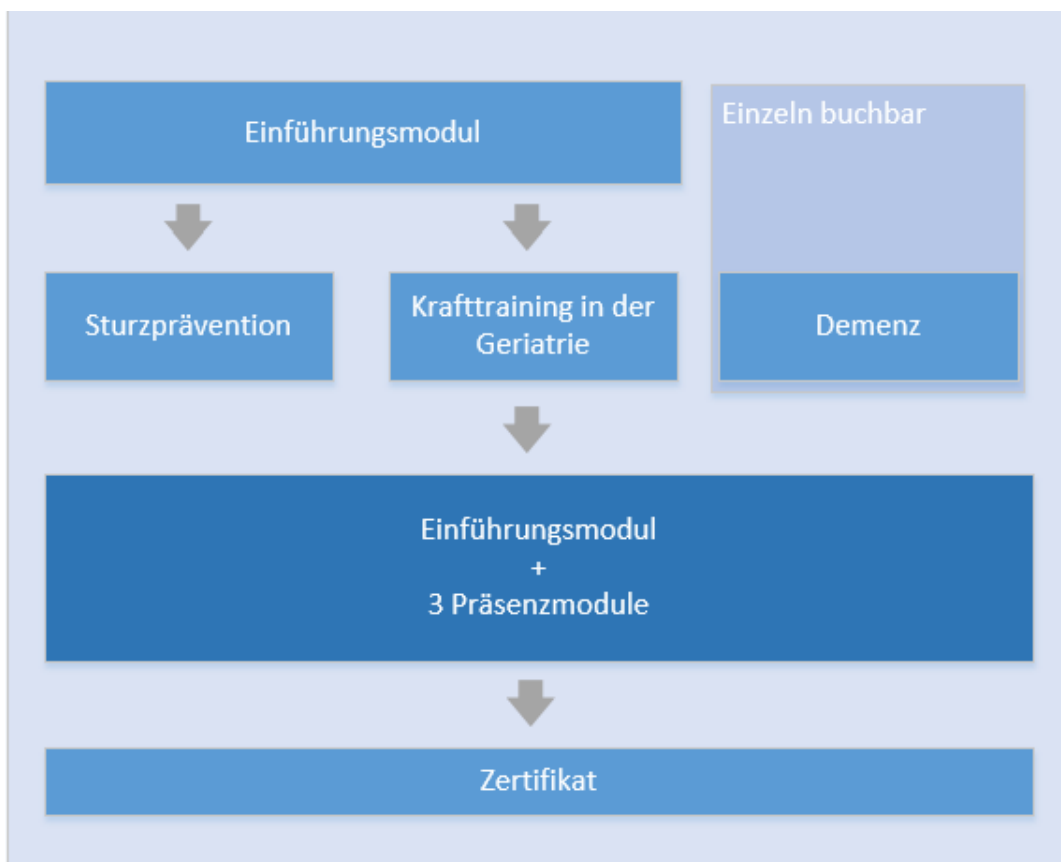 Einführungsmodul
Einzeln buchbar
Sturzprävention
Krafttraining in der
Geriatrie
Demenz
Einführungsmodul
+
3 Präsenzmodule
Zertifikat